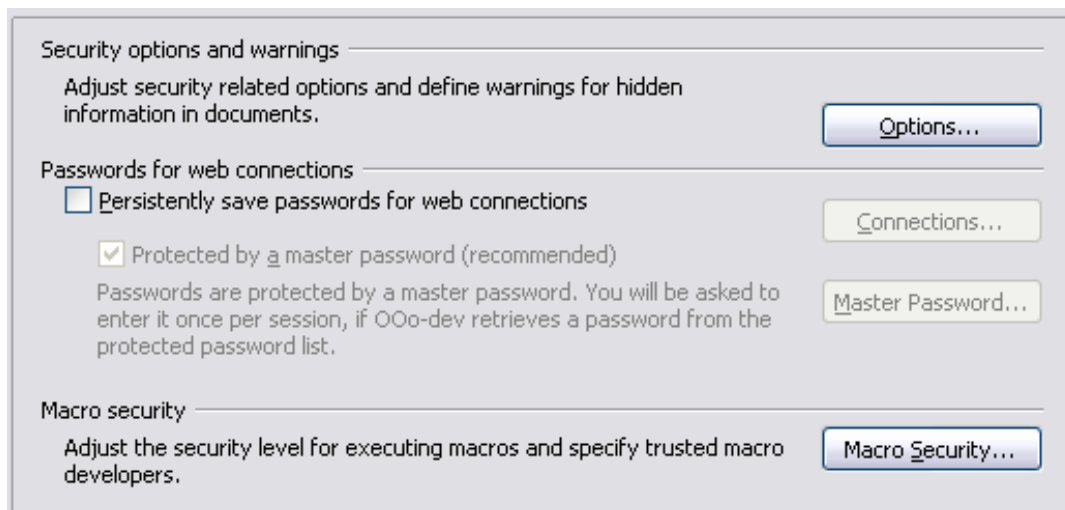 Security options and warnings
Adjust security related options and define warnings for hidden
information in documents.
Options...
Passwords for web connections
Persistently save passwords for web connections
Connections...
Protected by a master password (recommended)
Passwords are protected by a master password. You will be asked to
enter it once per session, if OOo-dev retrieves a password from the
protected password list.
Master Password...
Macro security
Adjust the security level for executing macros and specify trusted macro
developers.
Macro Security...